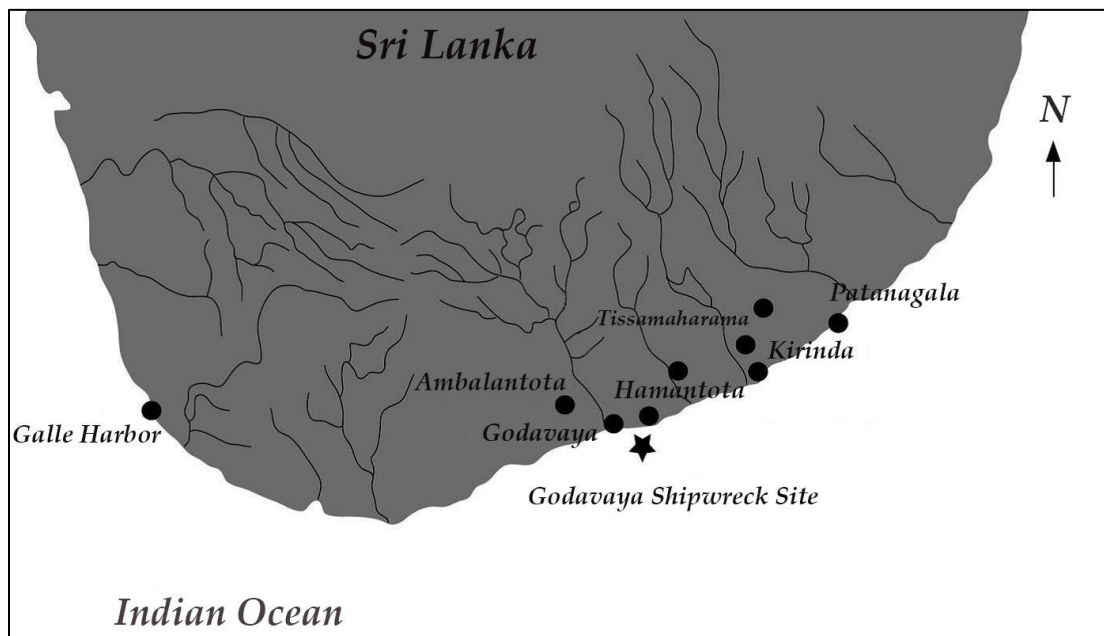 Sri Lanka
N
Patanagala
Tissamaharama
Kirinda
Ambalantota
Hamantota
Galle Harbor
Godavaya
Godavaya Shipwreck Site
Indian Ocean